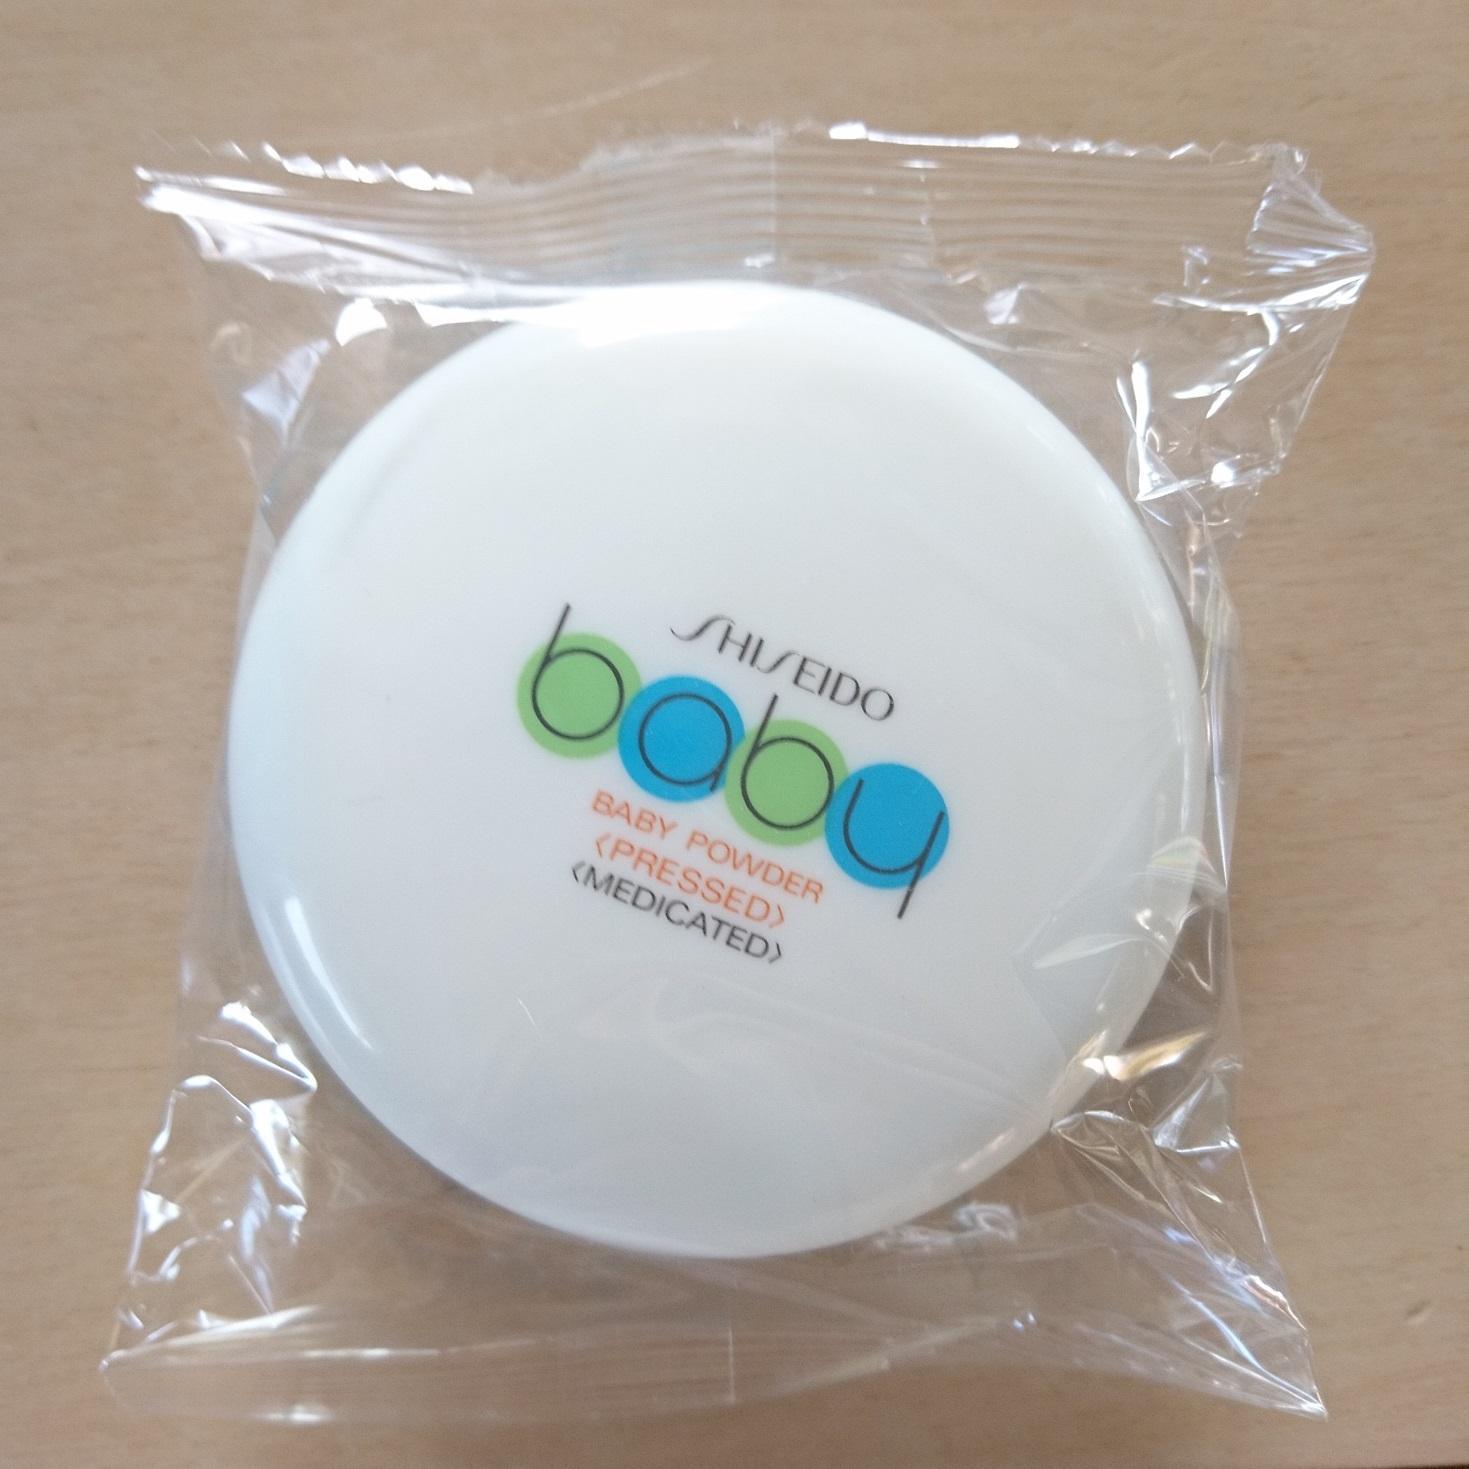 SHISEIDO
baby
BABY POWDER
〈PRESSED〉
〈MEDICATED〉